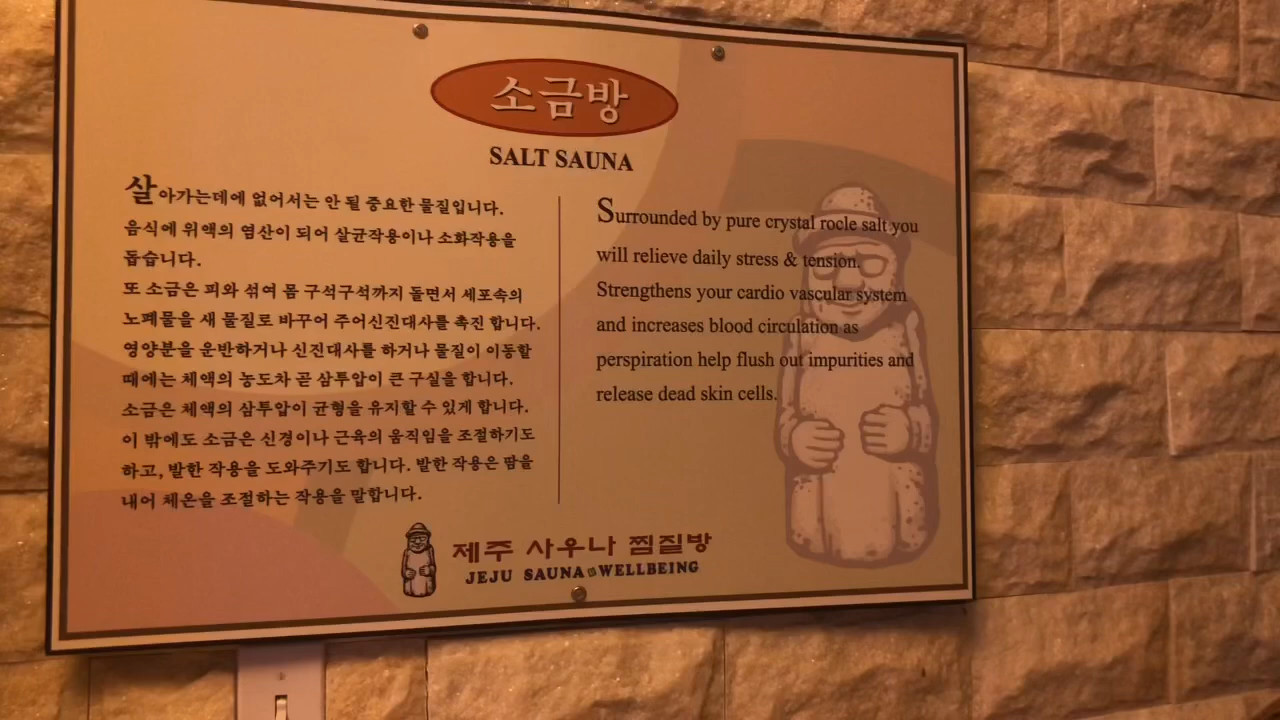 소금방
SALT SAUNA
살아가는데에 없어서는 안 될 중요한 물질입니다.
음식에 위액의 염산이 되어 살균작용이나 소화작용을
돕습니다.
또 소금은 피와 섞여 몸 구석구석까지 돌면서 세포속의
노폐물을 새 물질로 바꾸어 주어신진대사를 촉진 합니다.
영양분을 운반하거나 신진대사를 하거나 물질이 이동할
때에는 체액의 농도차 곧 삼투압이 큰 구실을 합니다.
소금은 체액의 삼투압이 균형을 유지할 수 있게 합니다.
이 밖에도 소금은 신경이나 근육의 움직임을 조절하기도
하고, 발한 작용을 도와주기도 합니다. 발한 작용은 땀을
내어 체온을 조절하는 작용을 말합니다.
Surrounded by pure crystal rocle salt you
will relieve daily stress & tension.
Strengthens your cardio vascular system
and increases blood circulation as
perspiration help flush out impurities and
release dead skin cells.
제주 사우나 찜질방
JEJU SAUNA WELLBEING